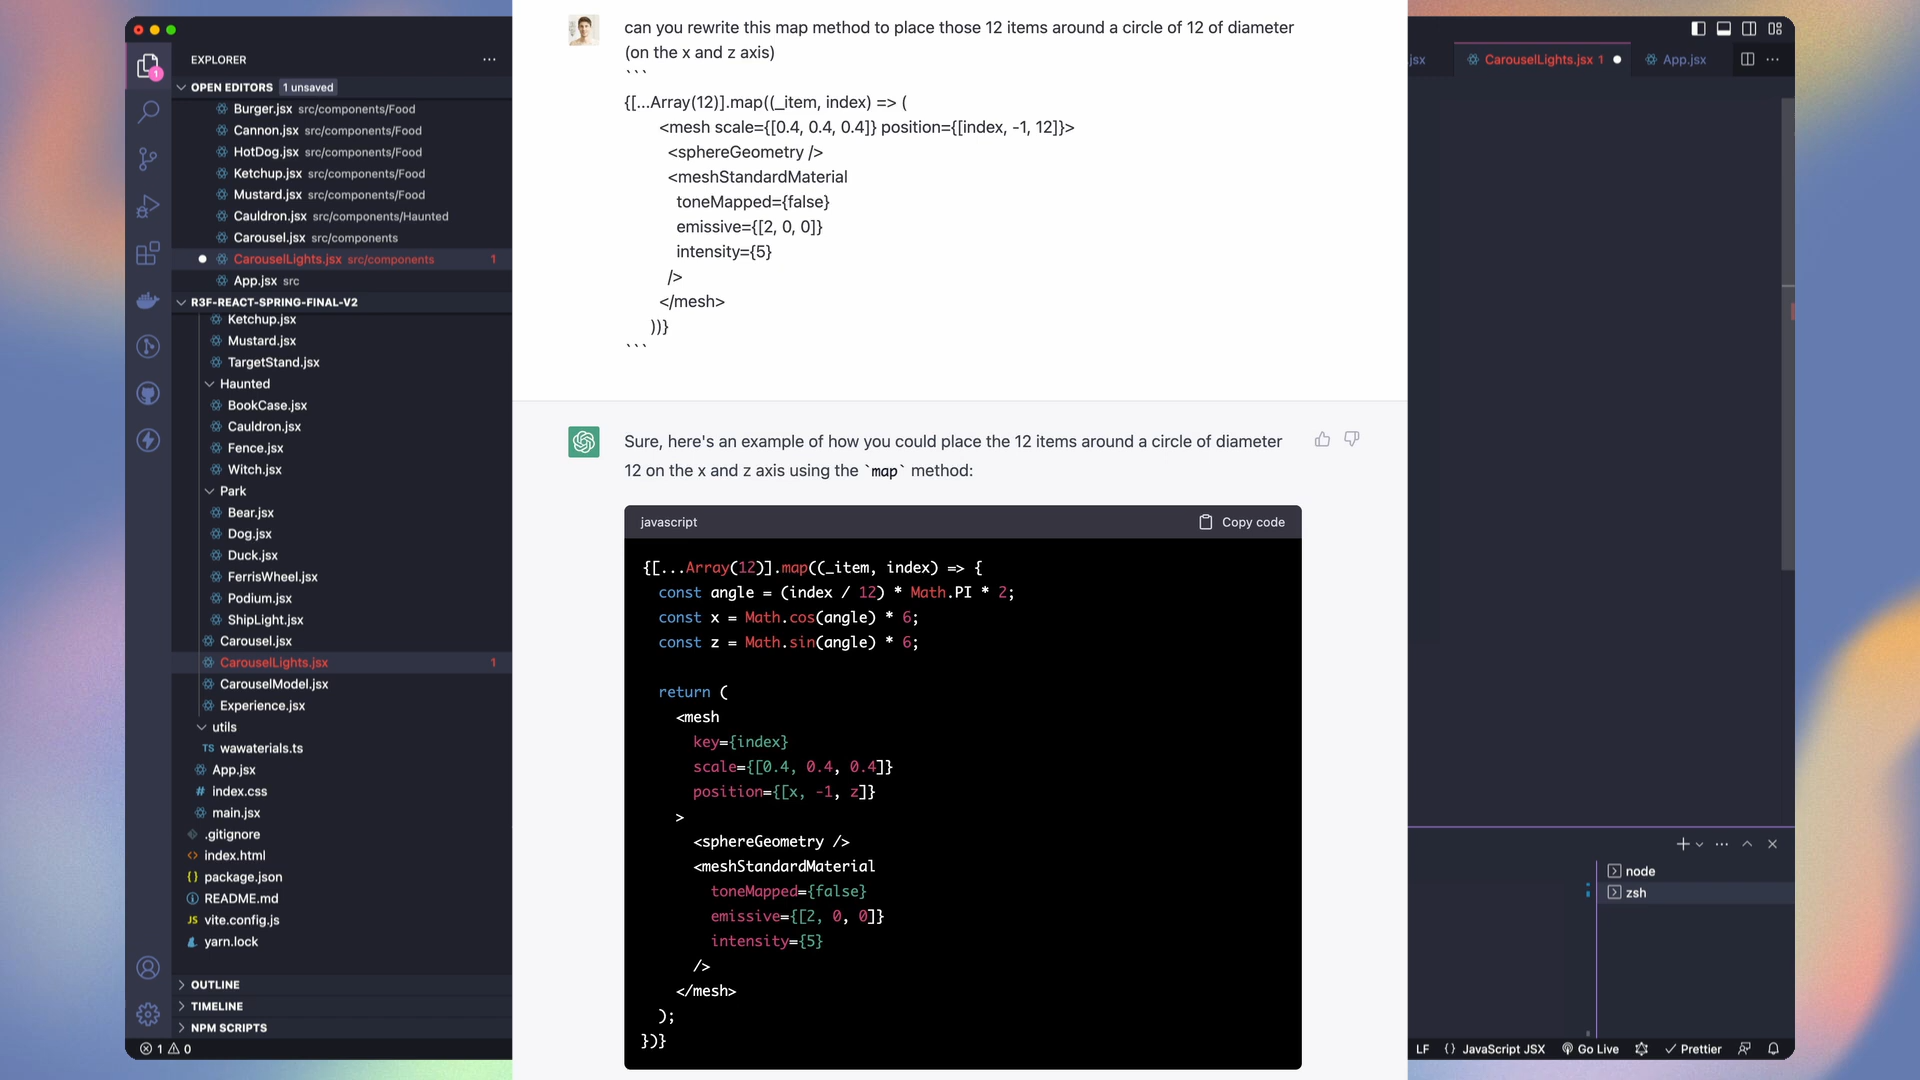 EXPLORER
OPEN EDITORS 1 unsaved
Burger.jsx src/components/Food
Cannon.jsx src/components/Food
HotDog.jsx src/components/Food
Ketchup.jsx src/components/Food
Mustard.jsx src/components/Food
Cauldron.jsx src/components/Haunted
Carousel.jsx src/components
CarouselLights.jsx src/components 1
App.jsx src
R3F-REACT-SPRING-FINAL-V2
Ketchup.jsx
Mustard.jsx
TargetStand.jsx
Haunted
BookCase.jsx
Cauldron.jsx
Fence.jsx
Witch.jsx
Park
Bear.jsx
Dog.jsx
Duck.jsx
FerrisWheel.jsx
Podium.jsx
ShipLight.jsx
Carousel.jsx
CarouselLights.jsx 1
CarouselModel.jsx
Experience.jsx
utils
TS wawaterials.ts
App.jsx
# index.css
main.jsx
.gitignore
<> index.html
{} package.json
README.md
JS vite.config.js
yarn.lock
OUTLINE
TIMELINE
NPM SCRIPTS
1 0
1
can you rewrite this map method to place those 12 items around a circle of 12 of diameter
(on the x and z axis)
```
{[...Array(12)].map((_item, index) => (
<mesh scale={[0.4, 0.4, 0.4]} position={[index, -1, 12]}>
<sphereGeometry />
<meshStandardMaterial
toneMapped={false}
emissive={[2, 0, 0]}
intensity={5}
/>
</mesh>
))}
```
Sure, here's an example of how you could place the 12 items around a circle of diameter
12 on the x and z axis using the `map` method:
javascript Copy code
{[...Array(12)].map((_item, index) => {
const angle = (index / 12) * Math.PI * 2;
const x = Math.cos(angle) * 6;
const z = Math.sin(angle) * 6;
return (
<mesh
key={index}
scale={[0.4, 0.4, 0.4]}
position={[x, -1, z]}
>
<sphereGeometry />
<meshStandardMaterial
toneMapped={false}
emissive={[2, 0, 0]}
intensity={5}
/>
</mesh>
);
})}
jsx CarouselLights.jsx 1 App.jsx
node
zsh
LF {} JavaScript JSX Go Live Prettier